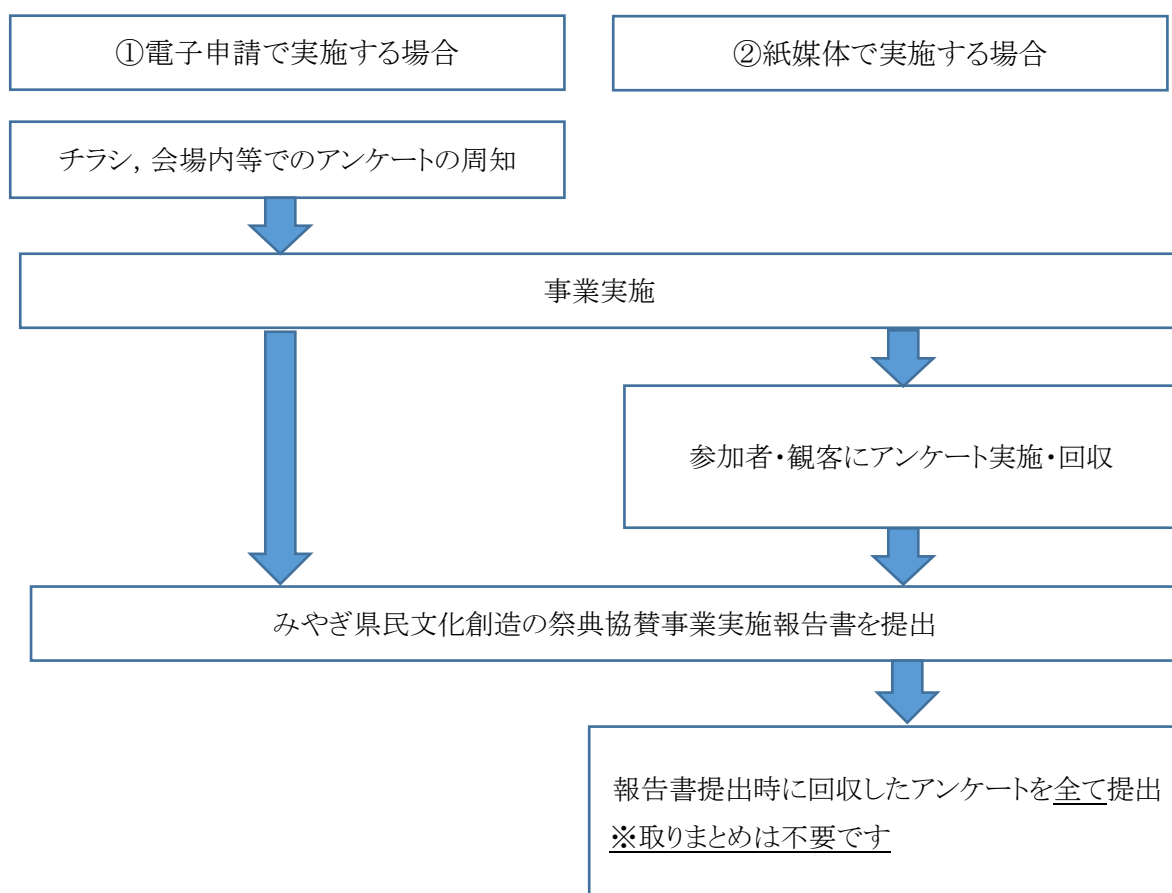 ①電子申請で実施する場合
②紙媒体で実施する場合
チラシ，会場内等でのアンケートの周知
事業実施
参加者・観客にアンケート実施・回収
みやぎ県民文化創造の祭典協賛事業実施報告書を提出
報告書提出時に回収したアンケートを全て提出
※取りまとめは不要です